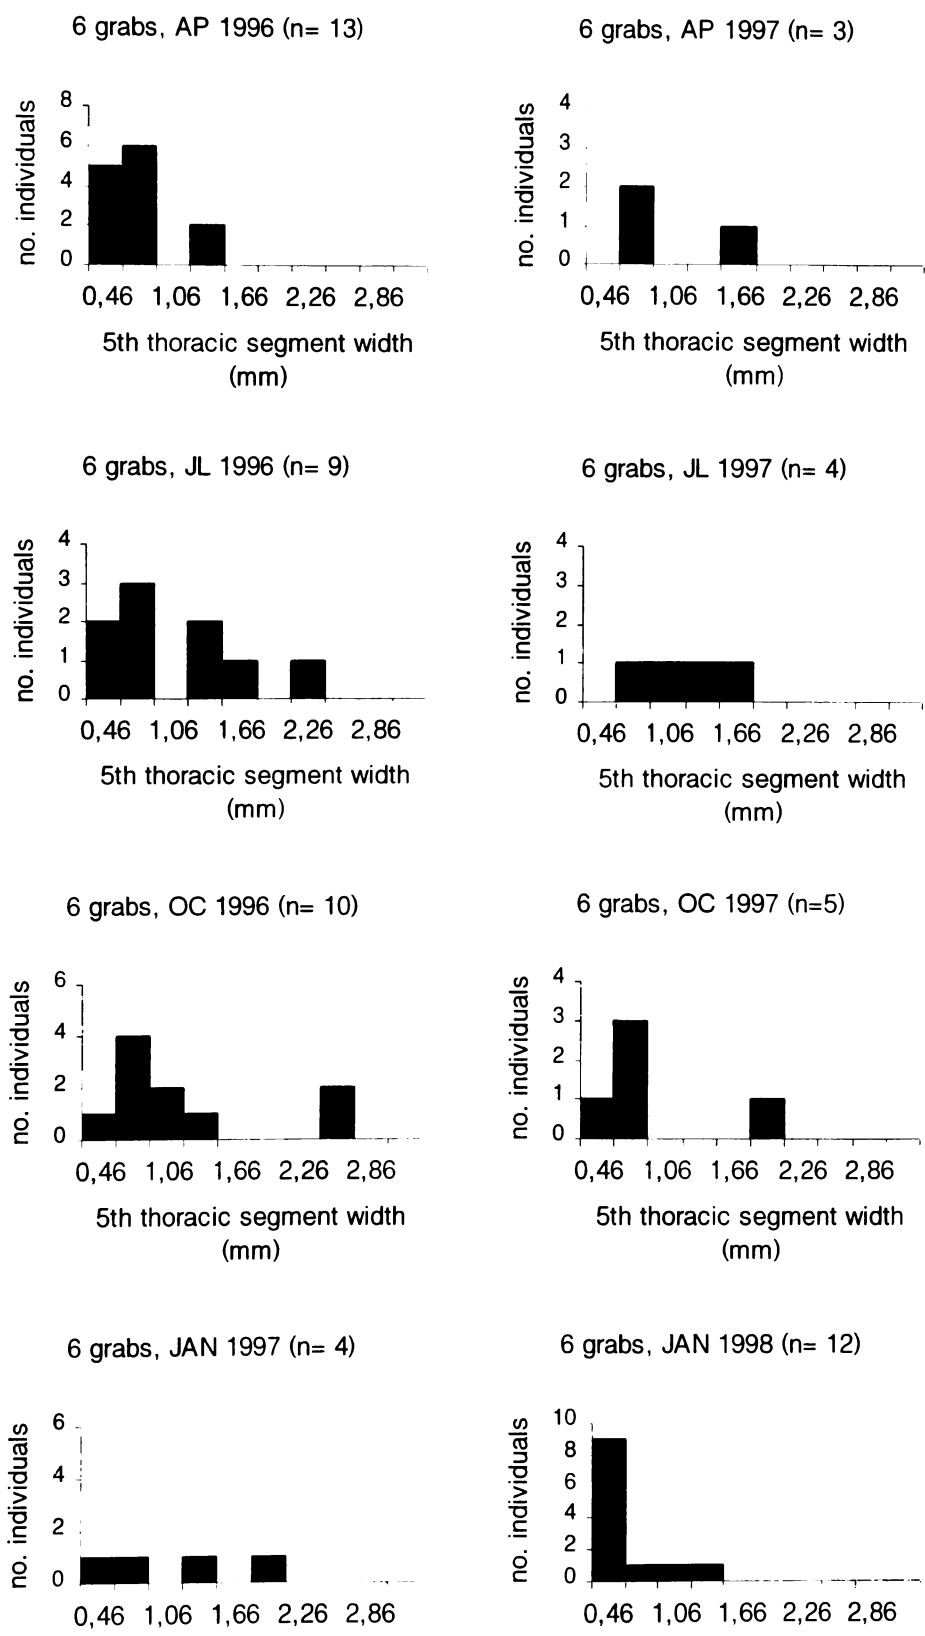 6 grabs, AP 1996 (n= 13)
no. individuals
8
6
4
2
0
0,46 1,06 1,66 2,26 2,86
5th thoracic segment width
(mm)
6 grabs, AP 1997 (n= 3)
no. individuals
4
3
2
1
0
0,46 1,06 1,66 2,26 2,86
5th thoracic segment width
(mm)
6 grabs, JL 1996 (n= 9)
no. individuals
4
3
2
1
0
0,46 1,06 1,66 2,26 2,86
5th thoracic segment width
(mm)
6 grabs, JL 1997 (n= 4)
no. individuals
4
3
2
1
0
0,46 1,06 1,66 2,26 2,86
5th thoracic segment width
(mm)
6 grabs, OC 1996 (n= 10)
no. individuals
6
4
2
0
0,46 1,06 1,66 2,26 2,86
5th thoracic segment width
(mm)
6 grabs, OC 1997 (n=5)
no. individuals
4
3
2
1
0
0,46 1,06 1,66 2,26 2,86
5th thoracic segment width
(mm)
6 grabs, JAN 1997 (n= 4)
no. individuals
6
4
2
0
0,46 1,06 1,66 2,26 2,86
6 grabs, JAN 1998 (n= 12)
no. individuals
10
8
6
4
2
0
0,46 1,06 1,66 2,26 2,86